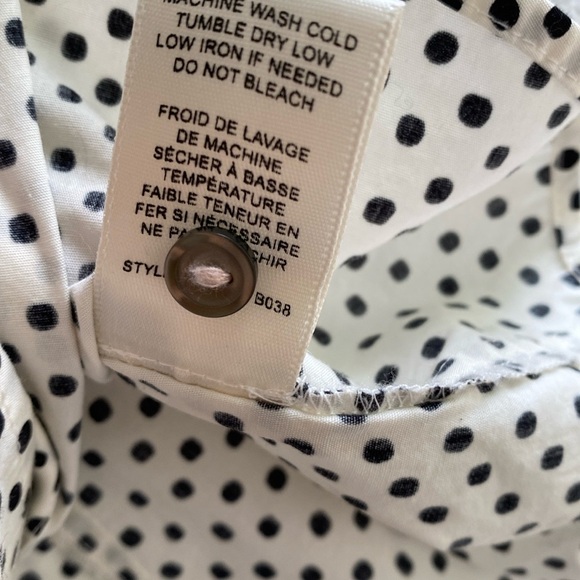 MACHINE WASH COLD
TUMBLE DRY LOW
LOW IRON IF NEEDED
DO NOT BLEACH
FROID DE LAVAGE
DE MACHINE
SÉCHER À BASSE
TEMPÉRATURE
FAIBLE TENEUR EN
FER SI NÉCESSAIRE
NE
B038